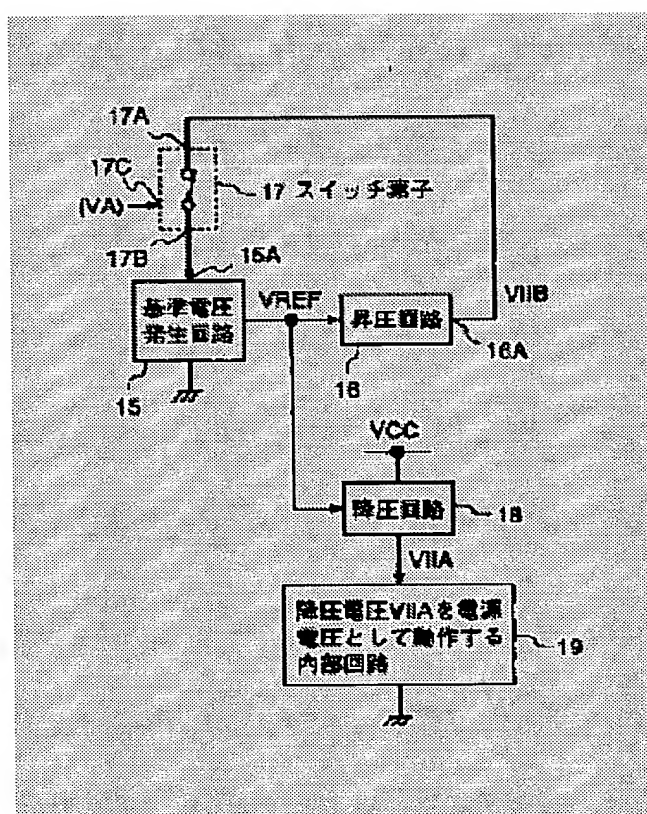 17A
17C
(VA)
17 スイッチ素子
17B
15A
基準電圧
発生回路
VREF
昇圧回路
VIIB
16A
15
16
VCC
降圧回路
18
VIIA
降圧電圧VIIAを電源
電圧として動作する
内部回路
19